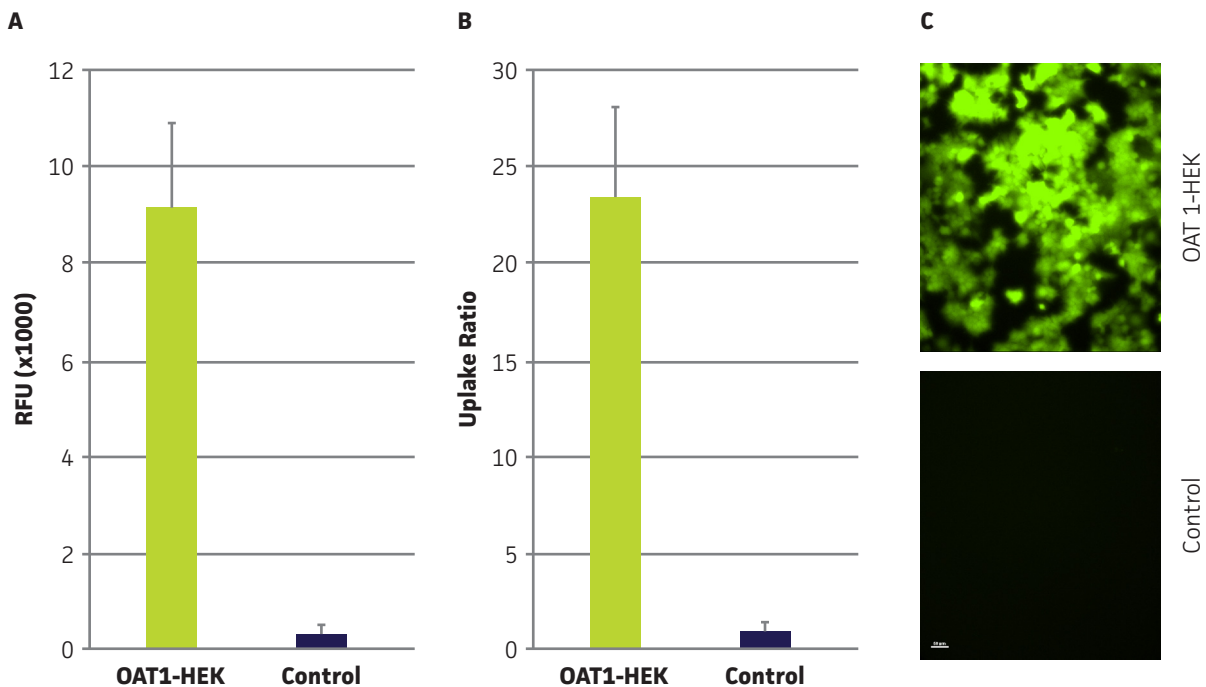 A
B
C
12
10
8
6
4
2
0
RFU (x1000)
OAT1-HEK
Control
30
25
20
15
10
5
0
Uplake Ratio
OAT1-HEK
Control
OAT 1-HEK
Control